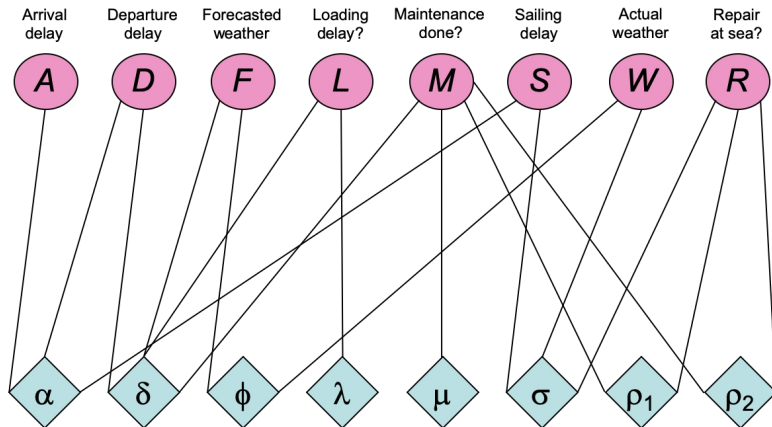 Arrival delay
Departure delay
Forecasted weather
Loading delay?
Maintenance done?
Sailing delay
Actual weather
Repair at sea?
A D F L M S W R
α δ ϕ λ μ σ ρ₁ ρ₂